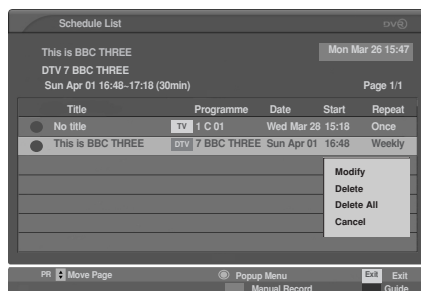 Schedule List
DVB
This is BBC THREE
Mon Mar 26 15:47
DTV 7 BBC THREE
Sun Apr 01 16:48~17:18 (30min)
Page 1/1
Title Programme Date Start Repeat
No title TV 1 C 01 Wed Mar 28 15:18 Once
This is BBC THREE DTV 7 BBC THREE Sun Apr 01 16:48 Weekly
Modify
Delete
Delete All
Cancel
PR Move Page Popup Menu Exit Exit
Manual Record Guide